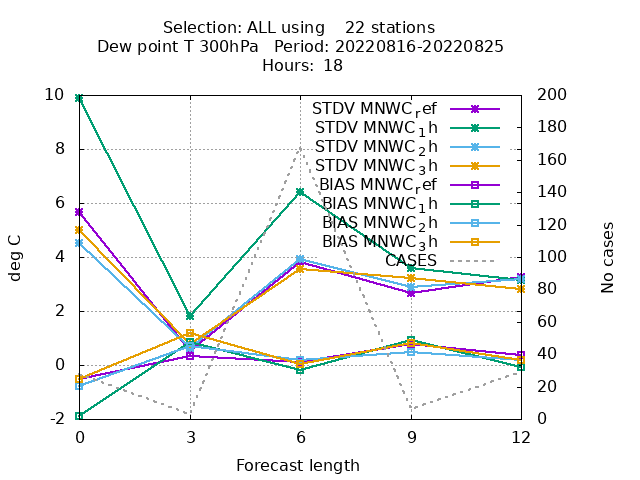 Selection: ALL using    22 stations
Dew point T 300hPa   Period: 20220816-20220825
Hours: 18
10
8
6
4
2
0
-2
deg C
STDV MNWC_ref
STDV MNWC_1h
STDV MNWC_2h
STDV MNWC_3h
BIAS MNWC_ref
BIAS MNWC_1h
BIAS MNWC_2h
BIAS MNWC_3h
CASES
200
180
160
140
120
100
80
60
40
20
0
No cases
0 3 6 9 12
Forecast length